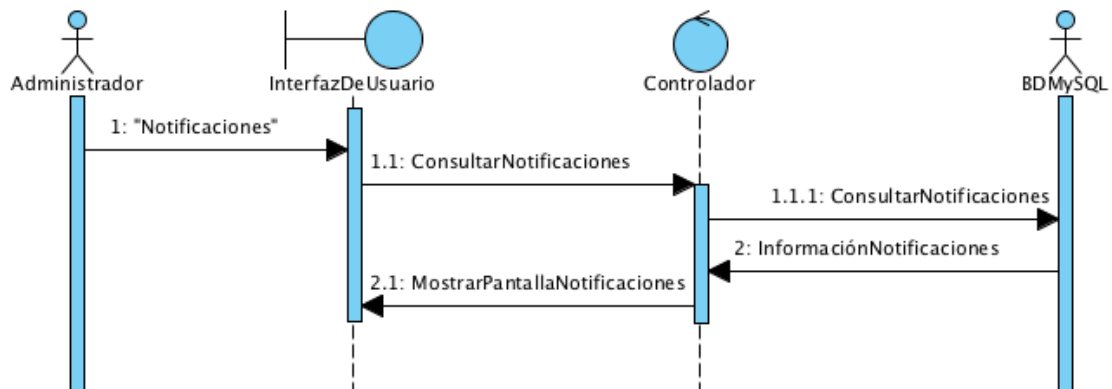 Administrador
InterfazDeUsuario
Controlador
BDMySQL
1: "Notificaciones"
1.1: ConsultarNotificaciones
1.1.1: ConsultarNotificaciones
2: InformaciónNotificaciones
2.1: MostrarPantallaNotificaciones